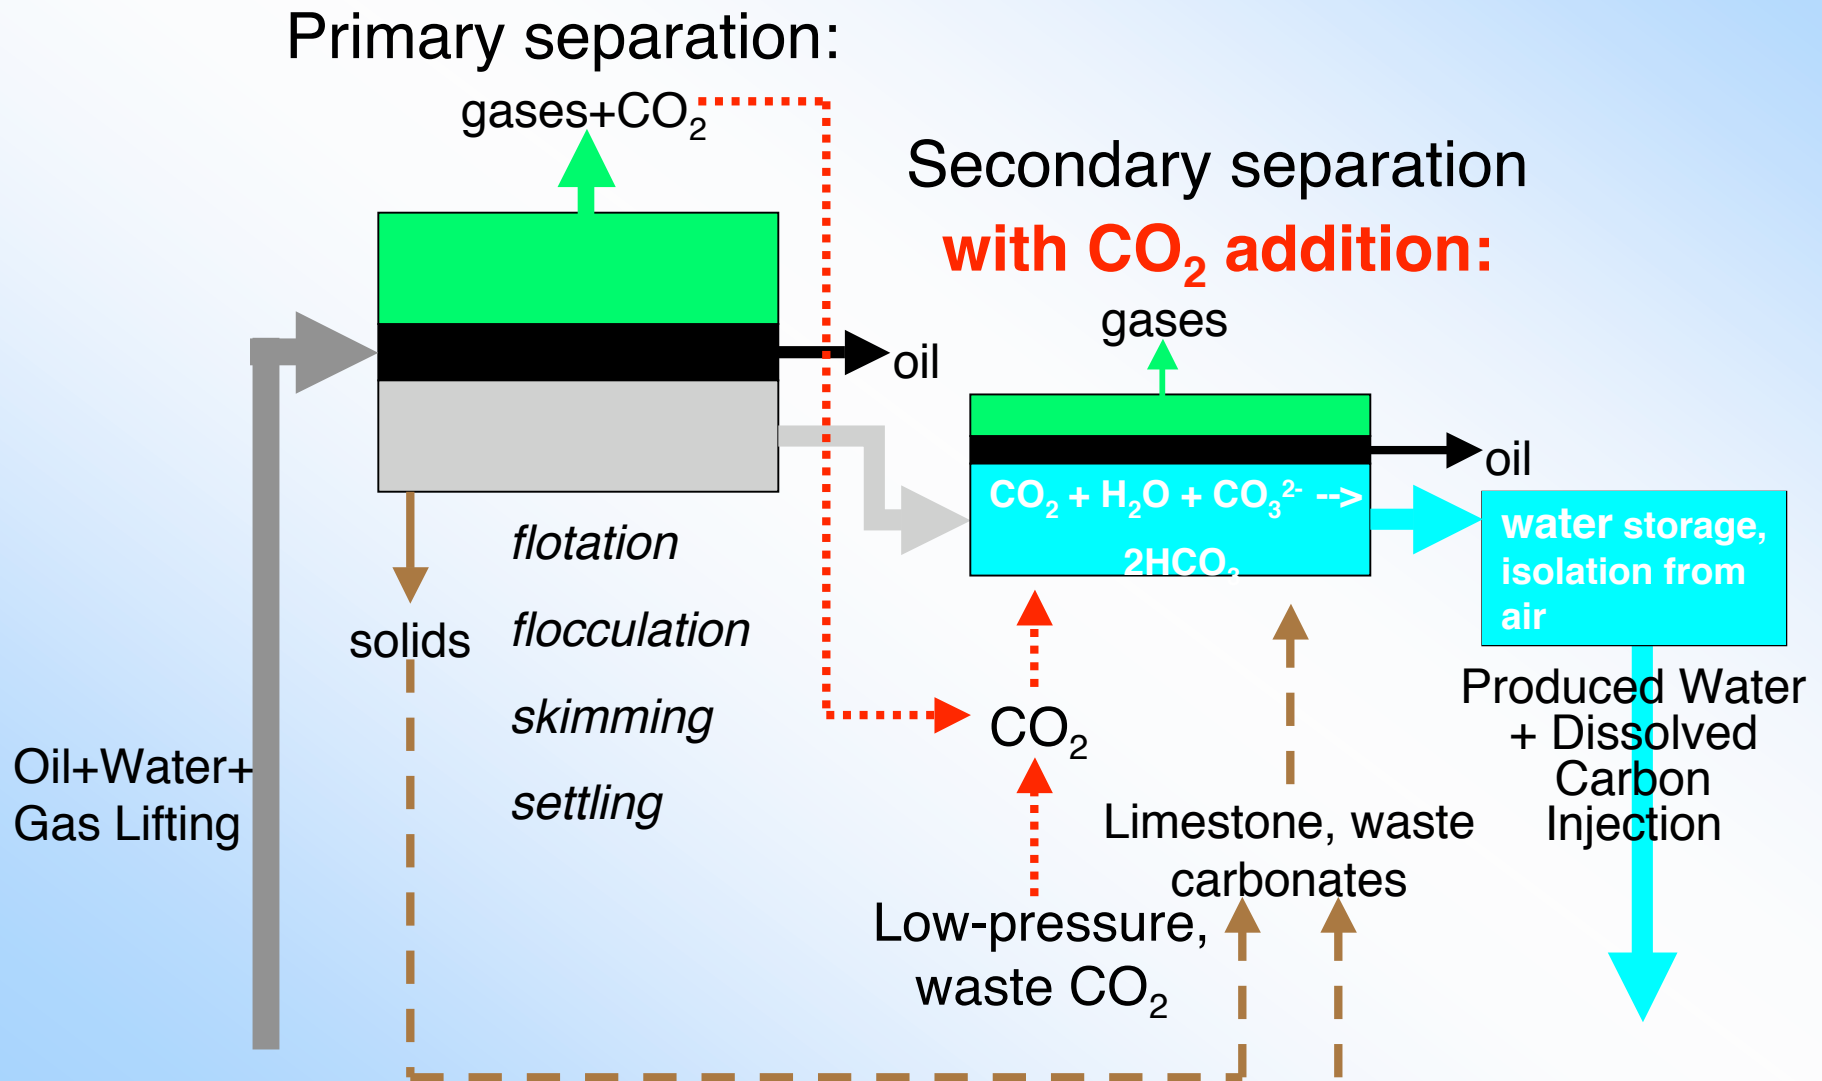 Primary separation:
gases+CO₂
Secondary separation
with CO₂ addition:
gases
oil
oil
CO₂ + H₂O + CO₃²⁻ -->
2HCO₃
water storage,
isolation from
air
flotation
flocculation
skimming
settling
solids
Oil+Water+
Gas Lifting
CO₂
Low-pressure,
waste CO₂
Limestone, waste
carbonates
Produced Water
+ Dissolved
Carbon
Injection